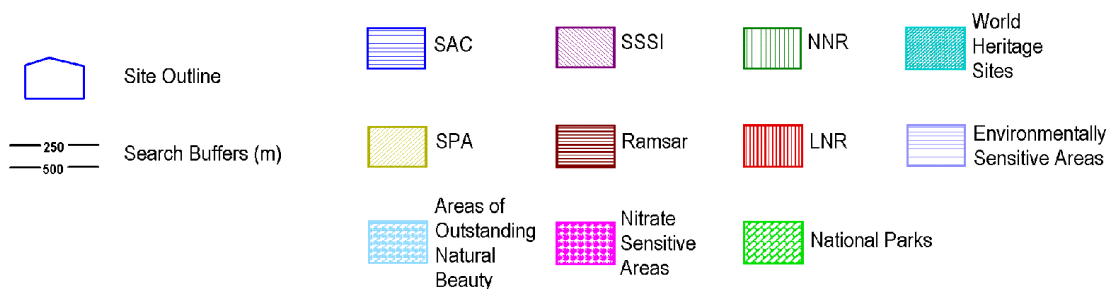 Site Outline
250
500
Search Buffers (m)
SAC
SSSI
NNR
World
Heritage
Sites
SPA
Ramsar
LNR
Environmentally
Sensitive Areas
Areas of
Outstanding
Natural
Beauty
Nitrate
Sensitive
Areas
National Parks